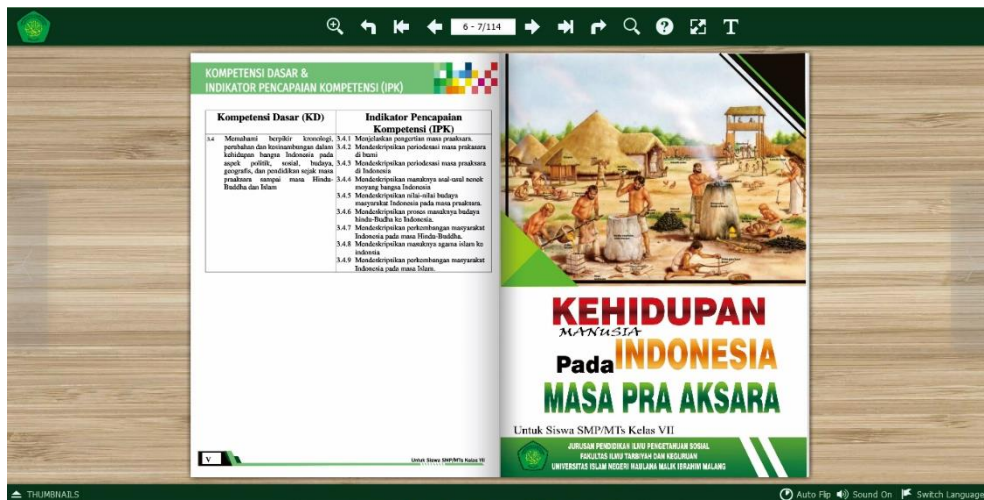 6 - 7/114
T
KOMPETENSI DASAR &
INDIKATOR PENCAPAIAN KOMPETENSI (IPK)
Kompetensi Dasar (KD)
3.4 Memahami berpikir kronologi,
perubahan dan kesinambungan dalam
kehidupan bangsa Indonesia pada
aspek politik, sosial, budaya,
geografis, dan pendidikan sejak masa
praaksara sampai masa Hindu-
Buddha dan Islam
Indikator Pencapaian
Kompetensi (IPK)
3.4.1 Menjelaskan pengertian masa praaksara.
3.4.2 Mendeskripsikan periodesasi masa prakasara
di bumi
3.4.3 Mendeskripsikan periodesasi masa praaksara
di Indonesia
3.4.4 Mendeskripsikan masuknya asal-usul nenek
moyang bangsa Indonesia
3.4.5 Mendeskripsikan nilai-nilai budaya
masyarakat Indonesia pada masa praaksara.
3.4.6 Mendeskripsikan proses masuknya budaya
hindu-Budha ke Indonesia.
3.4.7 Mendeskripsikan perkembangan masyarakat
Indonesia pada masa Hindu-Buddha.
3.4.8 Mendeskripsikan masuknya agama islam ke
indontsia
3.4.9 Mendeskripsikan perkembangan masyarakat
Indonesia pada masa Islam.
V
Untuk Siswa SMP/MTs Kelas VII
KEHIDUPAN
MANUSIA
Pada INDONESIA
MASA PRA AKSARA
Untuk Siswa SMP/MTs Kelas VII
JURUSAN PENDIDIKAN ILMU PENGETAHUAN SOSIAL
FAKULTAS ILMU TARBIYAH DAN KEGURUAN
UNIVERSITAS ISLAM NEGERI MAULANA MALIK IBRAHIM MALANG
THUMBNAILS
Auto Flip
Sound On
Switch Language